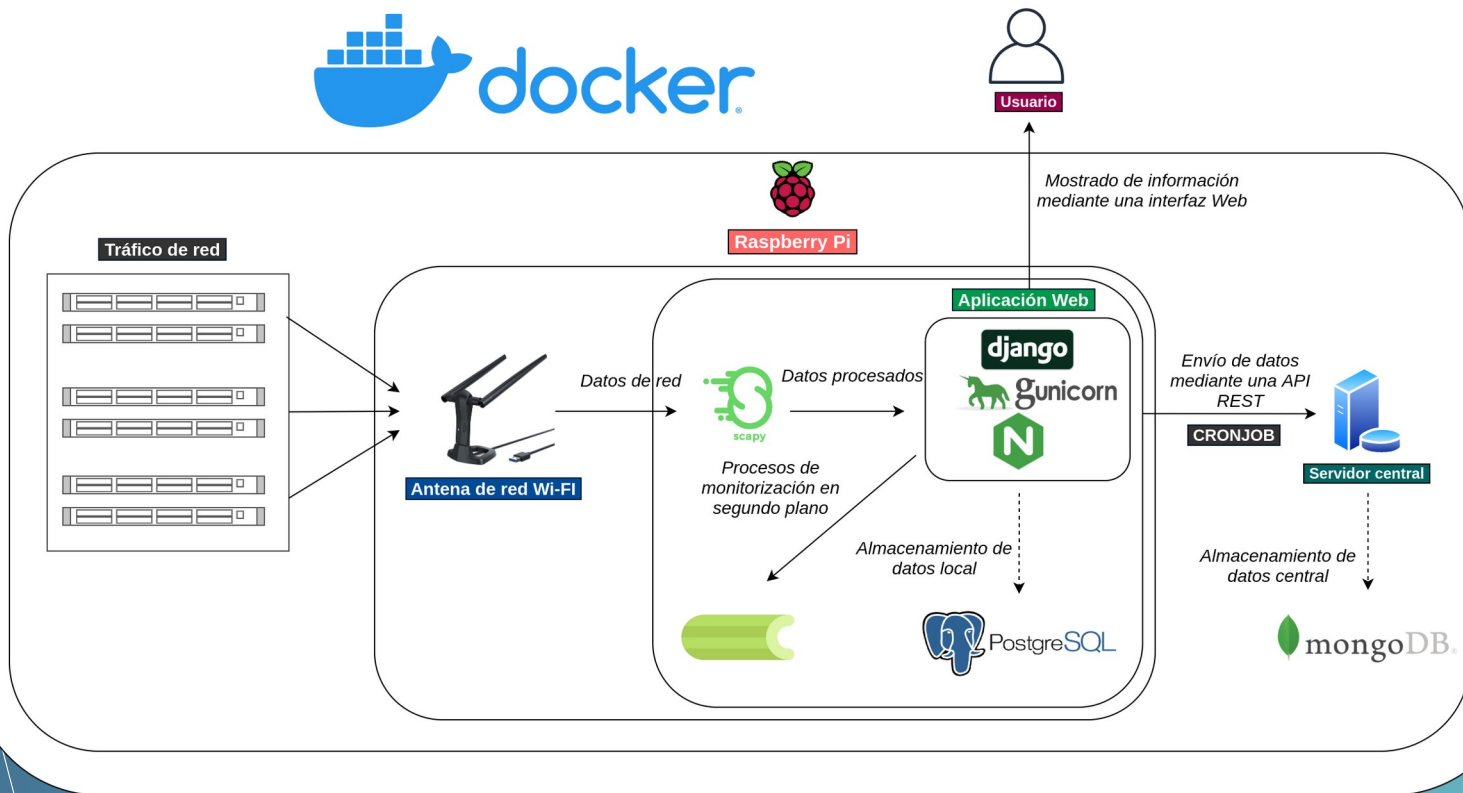 docker
Usuario
Mostrado de información
mediante una interfaz Web
Raspberry Pi
Tráfico de red
Aplicación Web
django
gunicorn
N
Datos de red
scapy
Datos procesados
Envío de datos
mediante una API
REST
CRONJOB
Servidor central
Antena de red Wi-FI
Procesos de
monitorización en
segundo plano
Almacenamiento de
datos local
Almacenamiento de
datos central
PostgreSQL
mongoDB.